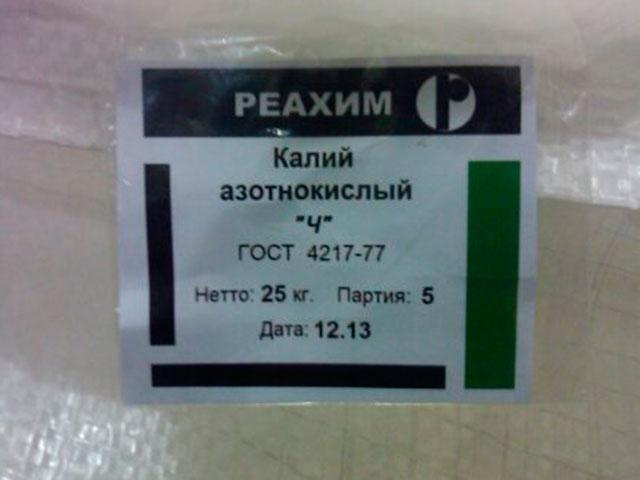 РЕАХИМ
Калий
азотнокислый
"Ч"
ГОСТ 4217-77
Нетто: 25 кг. Партия: 5
Дата: 12.13